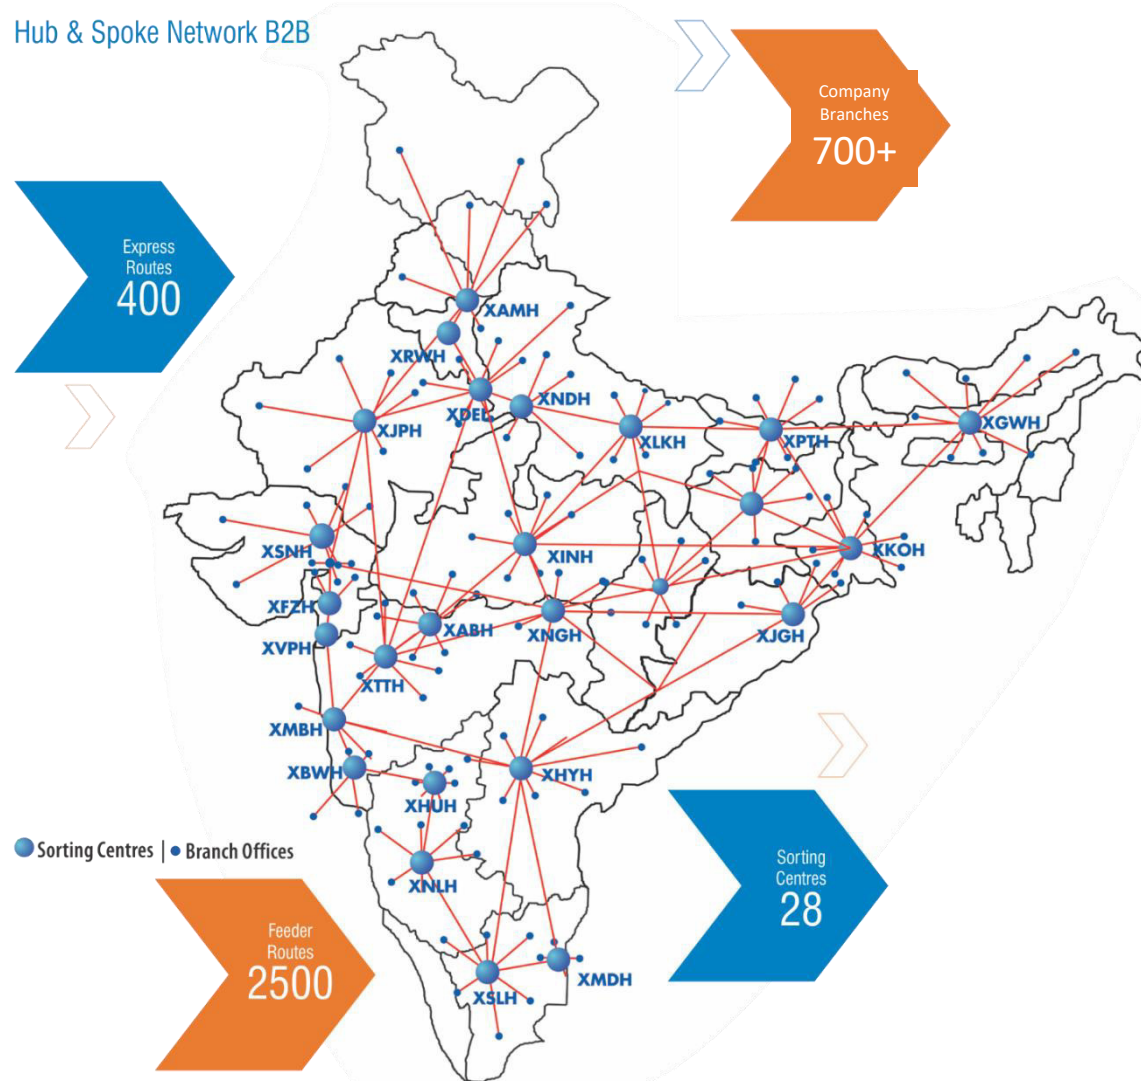 Hub & Spoke Network B2B
Company
Branches
700+
Express
Routes
400
XAMH
XRWH
XDEL
XNDH
XJPH
XLKH
XPTH
XGWH
XSNH
XINH
XKOH
XFZH
XABH
XNGH
XJGH
XVPH
XTTH
XMBH
XBWH
XHYH
XHUH
Sorting Centres | Branch Offices
XNLH
Sorting
Centres
28
Feeder
Routes
2500
XMDH
XSLH